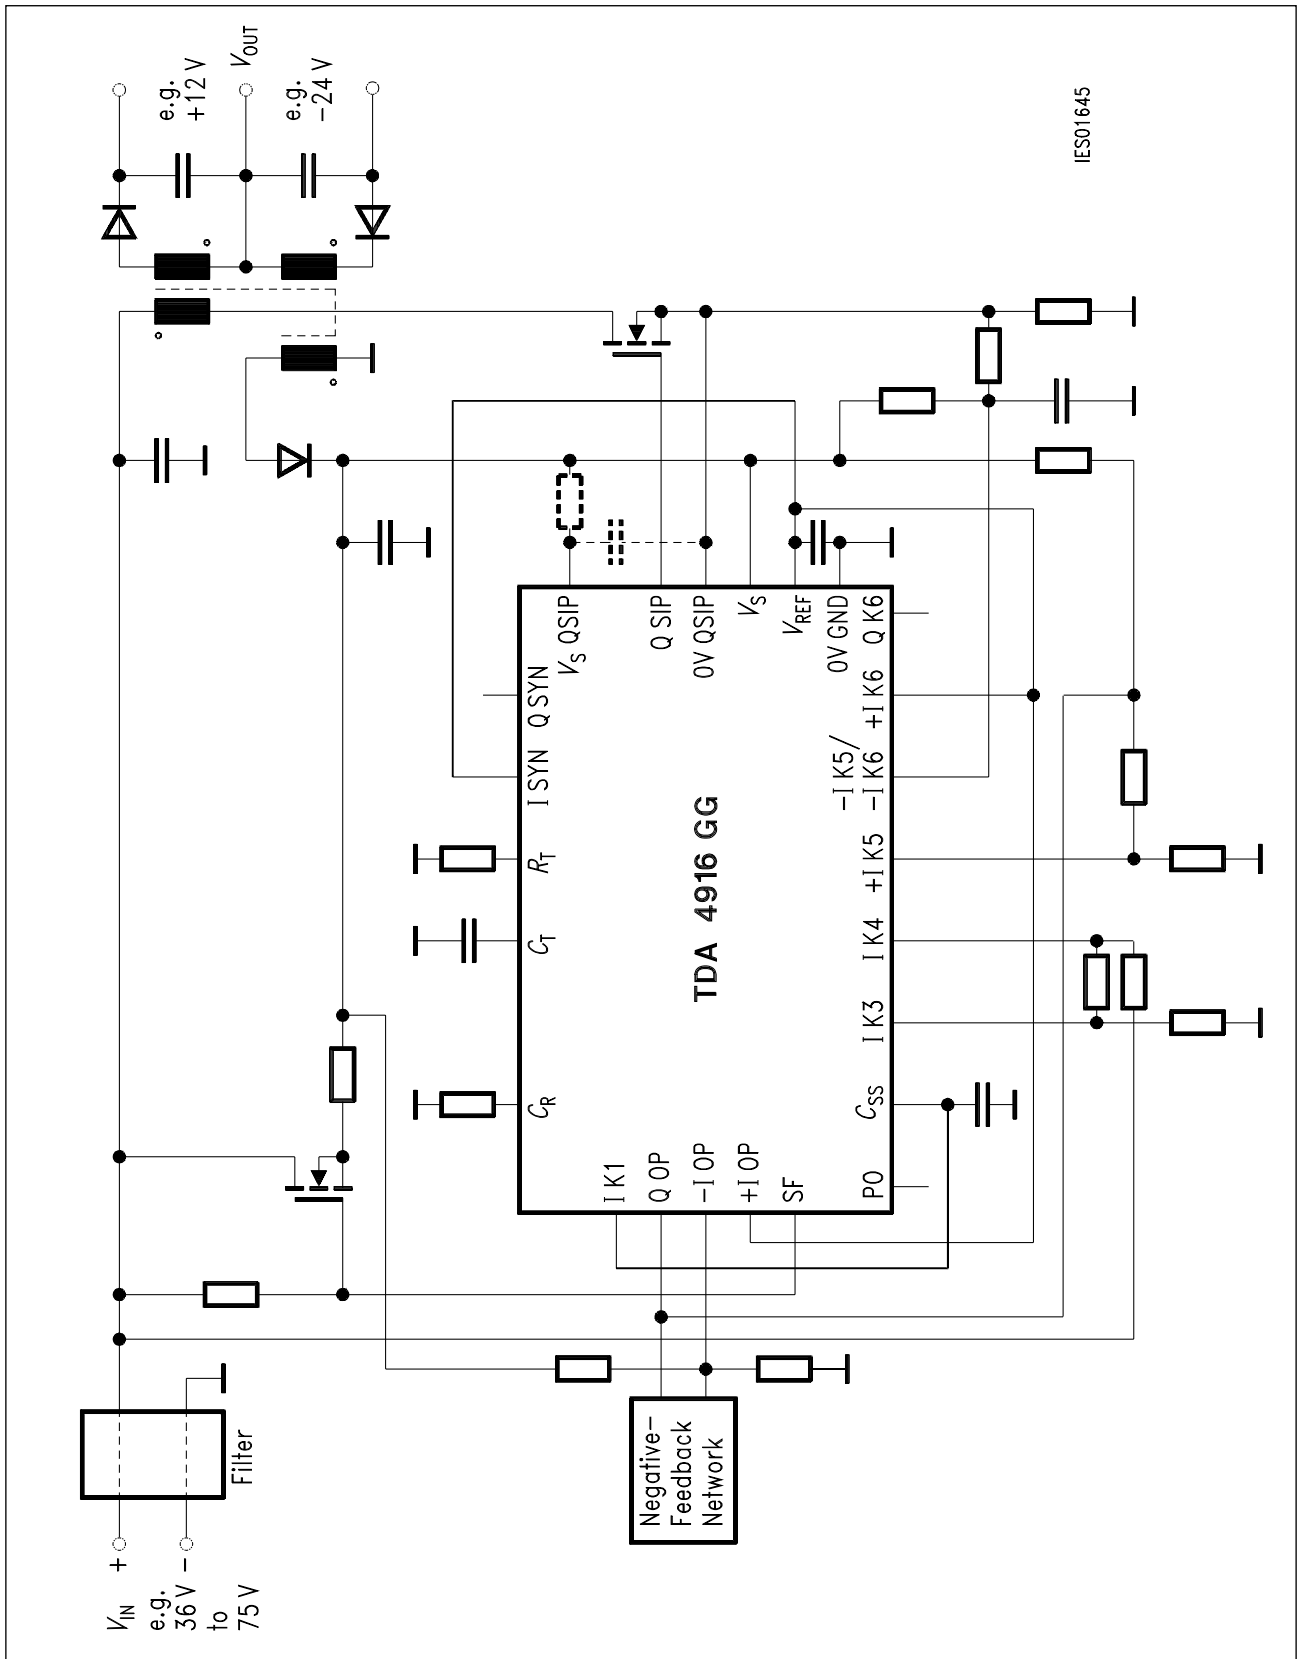 V_IN
e.g.
36 V
to
75 V
+
−
Filter
e.g.
+12 V
V_OUT
e.g.
−24 V
I SYN
Q SYN
V_S QSIP
Q SIP
0V QSIP
V_S
V_REF
0V GND
C_R
C_T
R_T
TDA 4916 GG
I K1
Q OP
−I OP
+I OP
SF
PO
C_SS
I K3
I K4
+I K5
−I K5/
−I K6
+I K6
Q K6
Negative−
Feedback
Network
IES01645